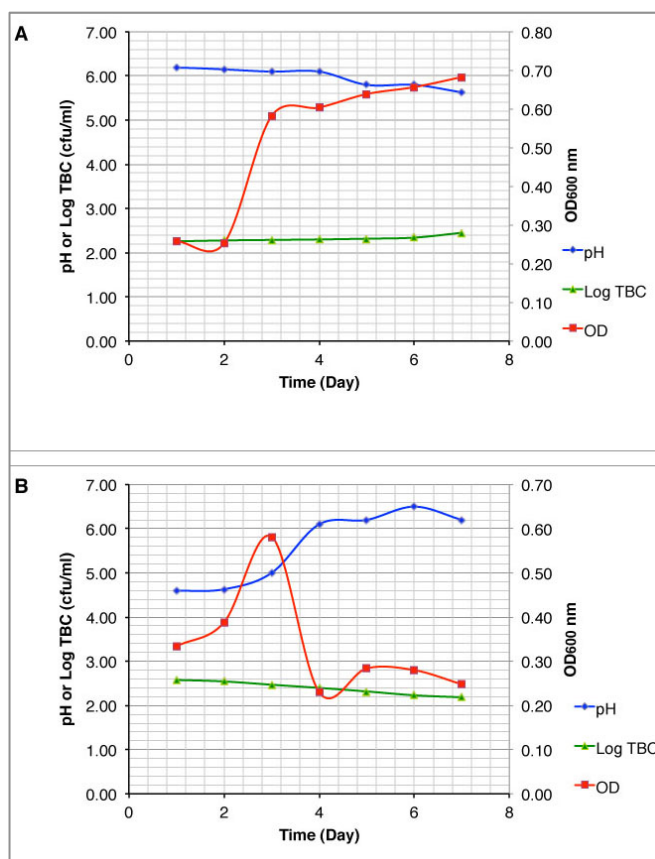 A
7.00
6.00
5.00
4.00
3.00
2.00
1.00
0.00
pH or Log TBC (cfu/ml)
0.80
0.70
0.60
0.50
0.40
0.30
0.20
0.10
0.00
OD600 nm
0 2 4 6 8
Time (Day)
pH
Log TBC
OD
B
7.00
6.00
5.00
4.00
3.00
2.00
1.00
0.00
pH or Log TBC (cfu/ml)
0.70
0.60
0.50
0.40
0.30
0.20
0.10
0.00
OD600 nm
0 2 4 6 8
Time (Day)
pH
Log TBC
OD